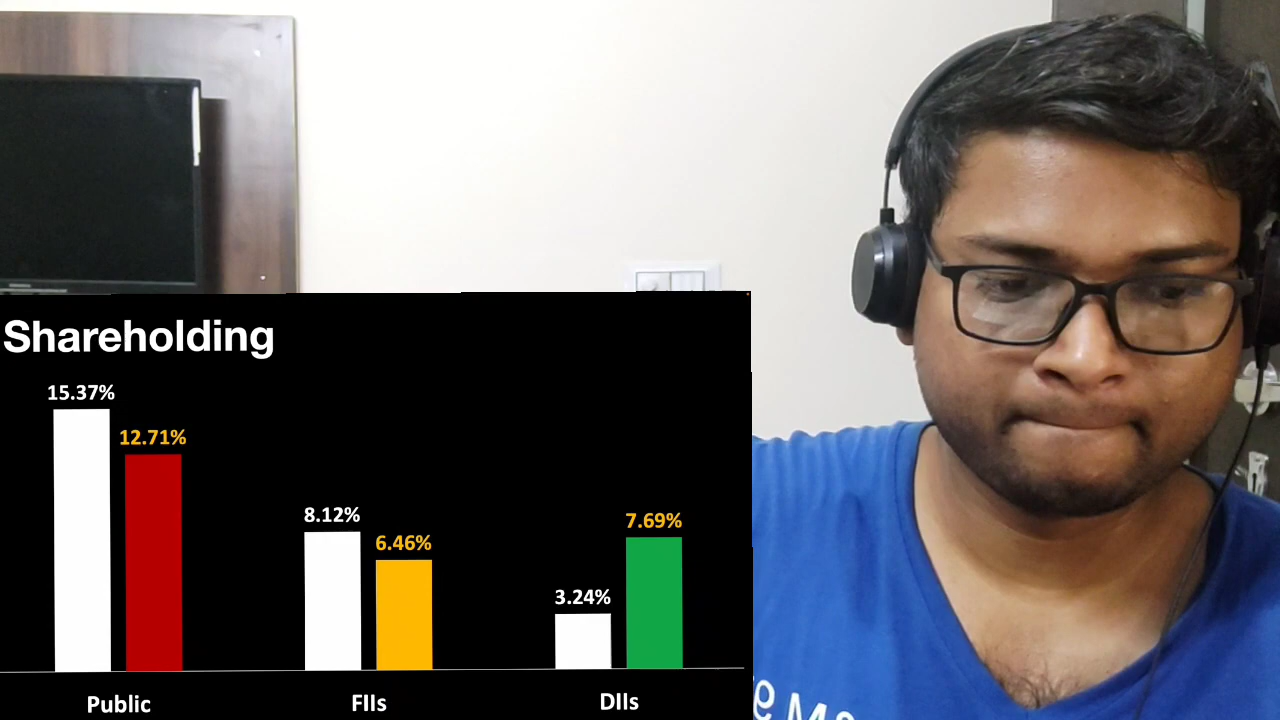 Shareholding
15.37%
12.71%
8.12%
6.46%
3.24%
7.69%
Public
FIIs
DIIs